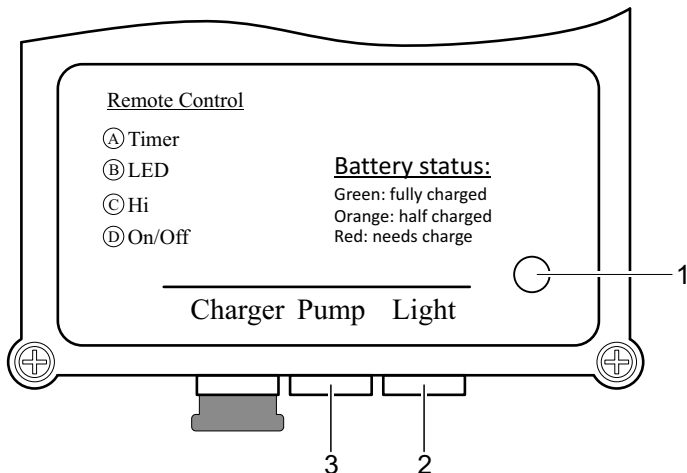 Remote Control
Ⓐ Timer
Ⓑ LED
Ⓒ Hi
Ⓓ On/Off
Battery status:
Green: fully charged
Orange: half charged
Red: needs charge
1
Charger Pump Light
3 2